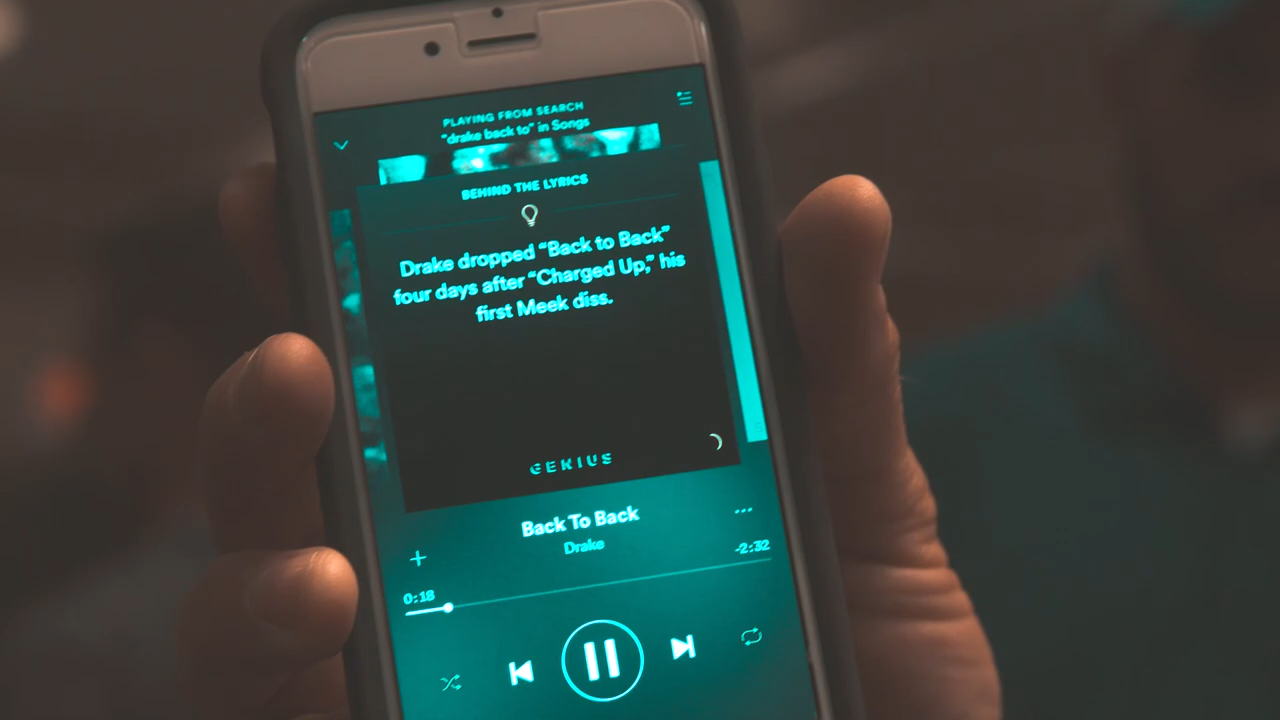 PLAYING FROM SEARCH
"drake back to" in Songs
BEHIND THE LYRICS
Drake dropped “Back to Back”
four days after “Charged Up,” his
first Meek diss.
GENIUS
Back To Back
Drake
0:18
-2:32